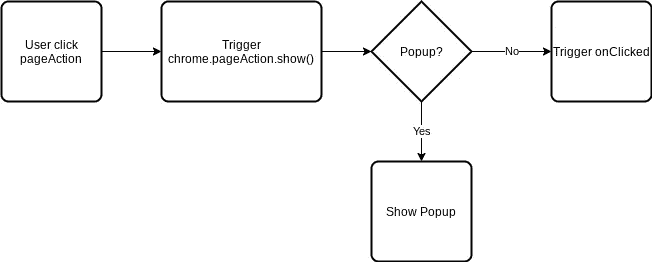 User click
pageAction
Trigger
chrome.pageAction.show()
Popup?
No
Trigger onClicked
Yes
Show Popup